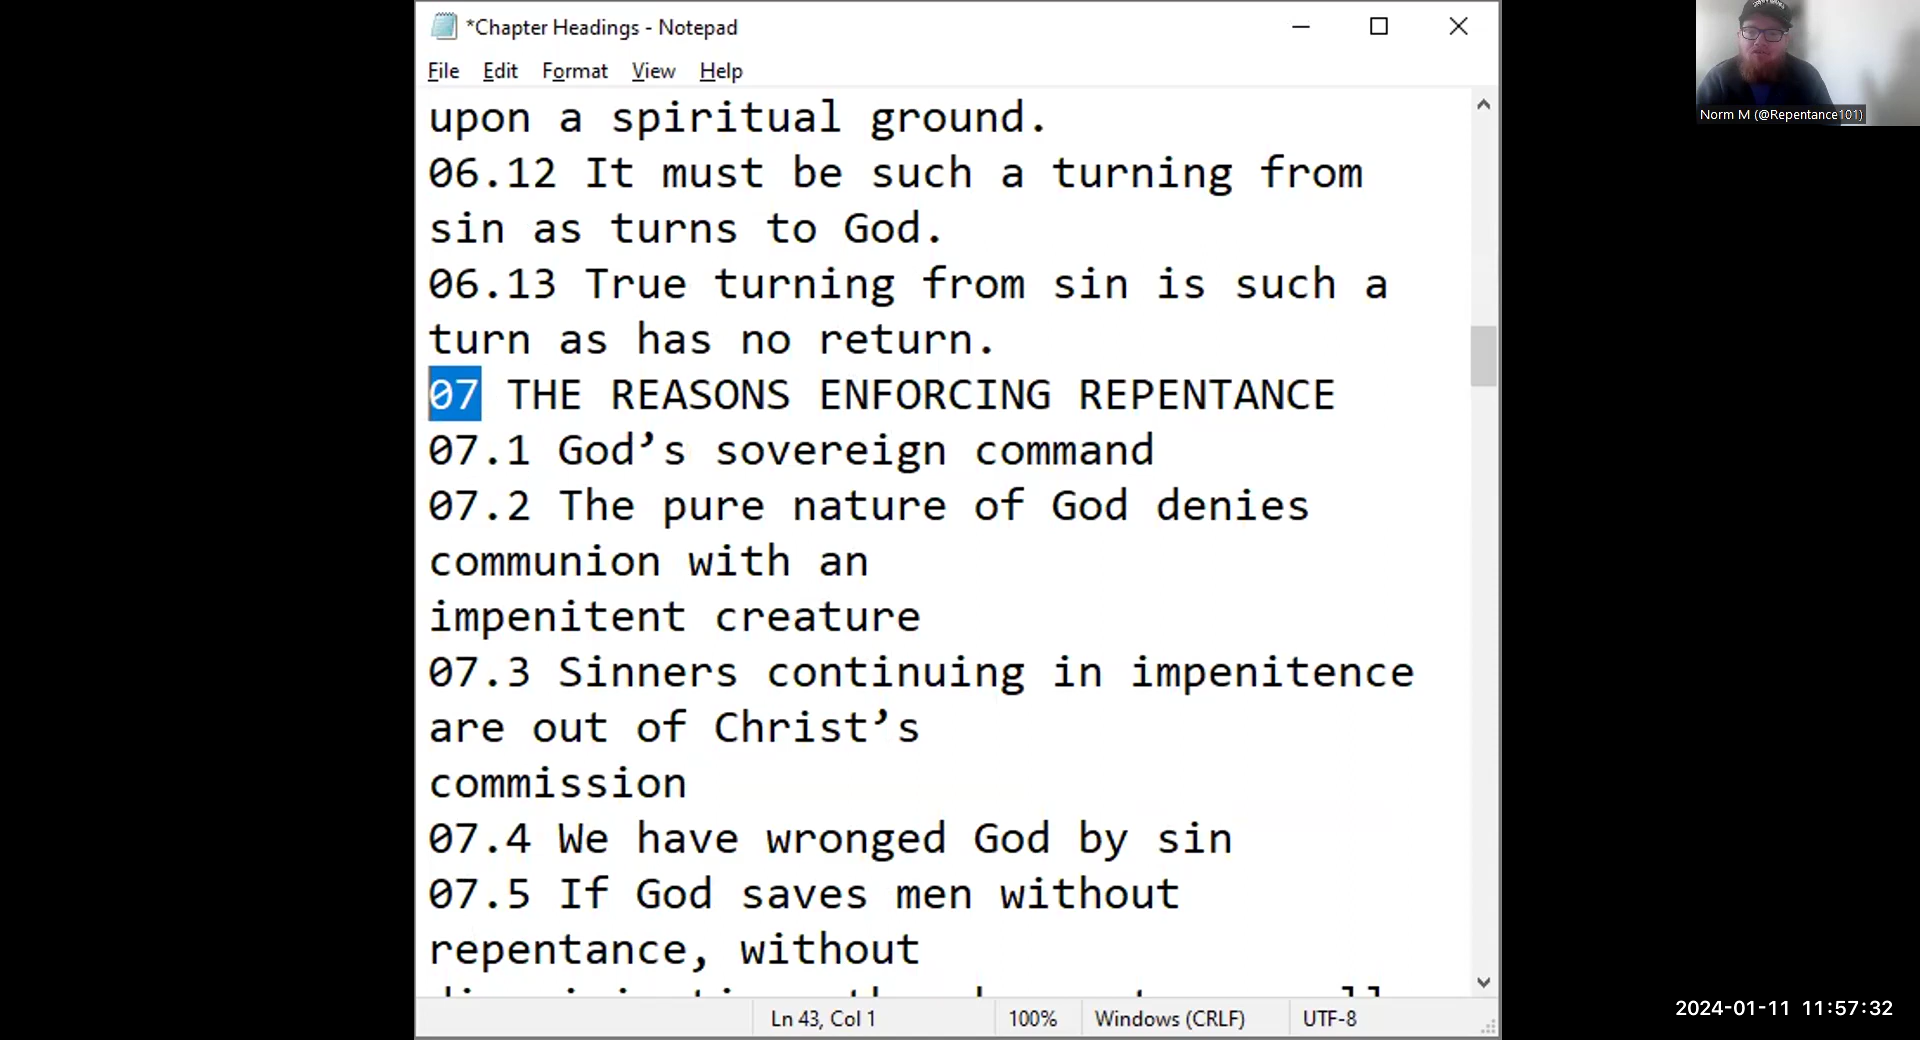 *Chapter Headings - Notepad
File Edit Format View Help
upon a spiritual ground.
06.12 It must be such a turning from
sin as turns to God.
06.13 True turning from sin is such a
turn as has no return.
07 THE REASONS ENFORCING REPENTANCE
07.1 God’s sovereign command
07.2 The pure nature of God denies
communion with an
impenitent creature
07.3 Sinners continuing in impenitence
are out of Christ’s
commission
07.4 We have wronged God by sin
07.5 If God saves men without
repentance, without
Ln 43, Col 1 100% Windows (CRLF) UTF-8
Norm M (@Repentance101)
2024-01-11 11:57:32